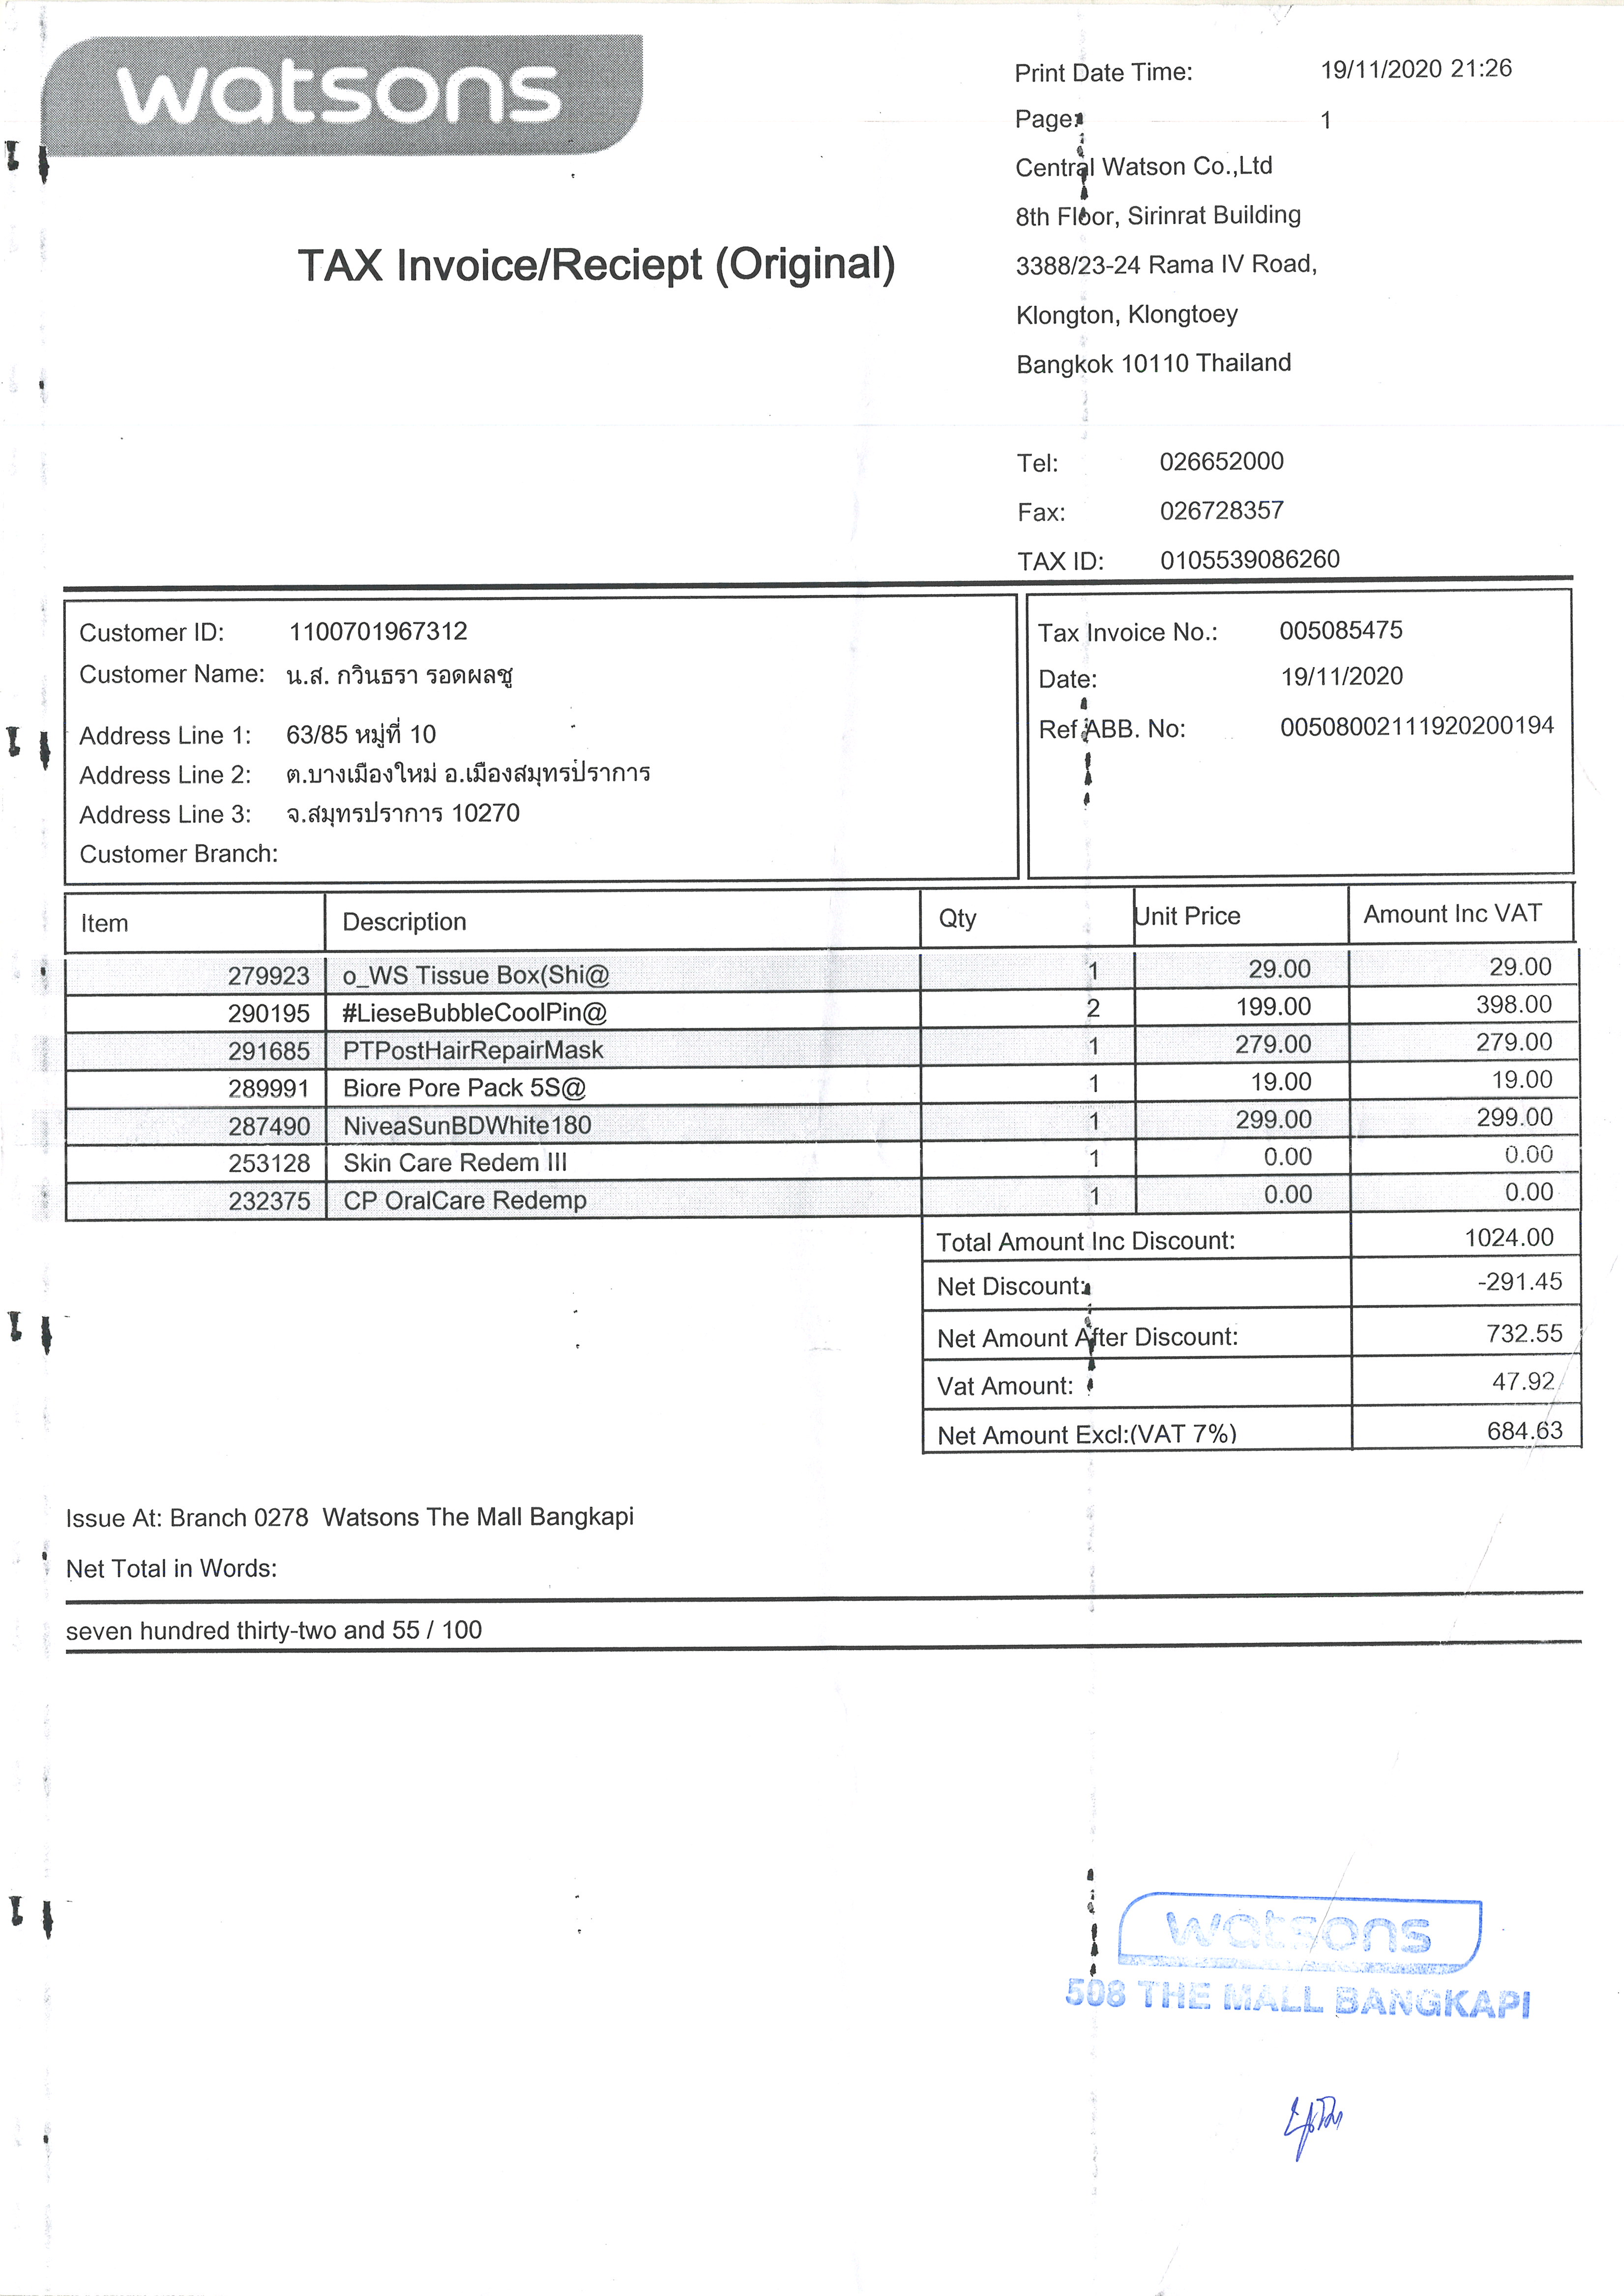 watsons
Print Date Time: 19/11/2020 21:26
Page: 1
Central Watson Co.,Ltd
8th Floor, Sirinrat Building
TAX Invoice/Reciept (Original)
3388/23-24 Rama IV Road,
Klongton, Klongtoey
Bangkok 10110 Thailand
Tel: 026652000
Fax: 026728357
TAX ID: 0105539086260
Customer ID: 1100701967312
Customer Name: น.ส. กวินธรา รอดผลชู
Address Line 1: 63/85 หมู่ที่ 10
Address Line 2: ต.บางเมืองใหม่ อ.เมืองสมุทรปราการ
Address Line 3: จ.สมุทรปราการ 10270
Customer Branch:
Tax Invoice No.: 005085475
Date: 19/11/2020
Ref ABB. No: 00508002111920200194
Item Description Qty Unit Price Amount Inc VAT
279923 o_WS Tissue Box(Shi@ 1 29.00 29.00
290195 #LieseBubbleCoolPin@ 2 199.00 398.00
291685 PTPostHairRepairMask 1 279.00 279.00
289991 Biore Pore Pack 5S@ 1 19.00 19.00
287490 NiveaSunBDWhite180 1 299.00 299.00
253128 Skin Care Redem III 1 0.00 0.00
232375 CP OralCare Redemp 1 0.00 0.00
Total Amount Inc Discount: 1024.00
Net Discount: -291.45
Net Amount After Discount: 732.55
Vat Amount: 47.92
Net Amount Excl:(VAT 7%) 684.63
Issue At: Branch 0278 Watsons The Mall Bangkapi
Net Total in Words:
seven hundred thirty-two and 55 / 100
watsons
508 THE MALL BANGKAPI